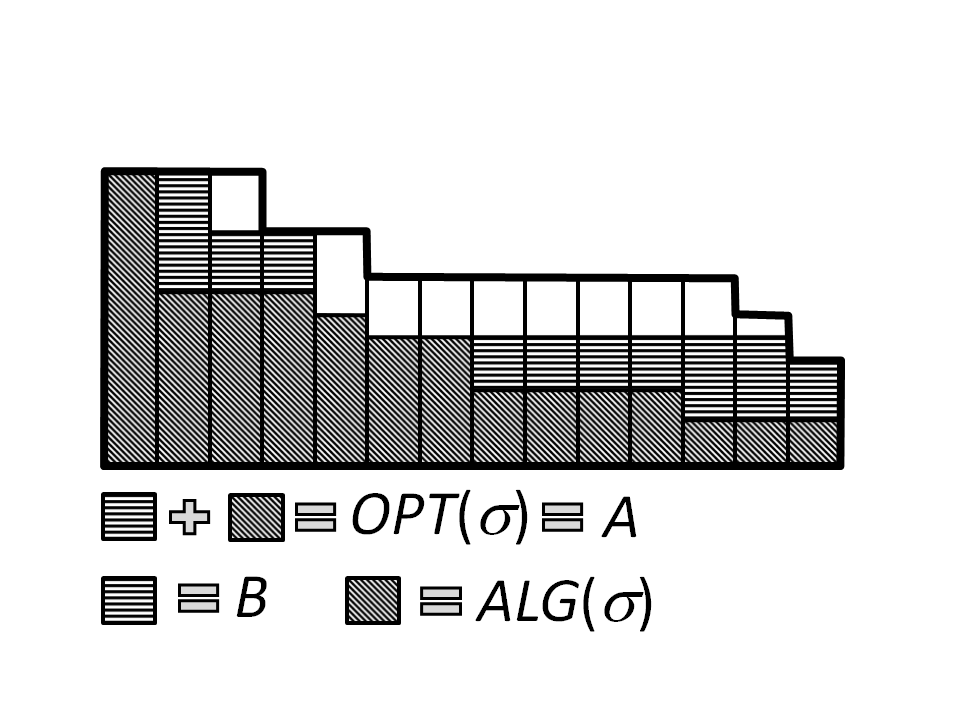 + = OPT(σ) = A
= B = ALG(σ)